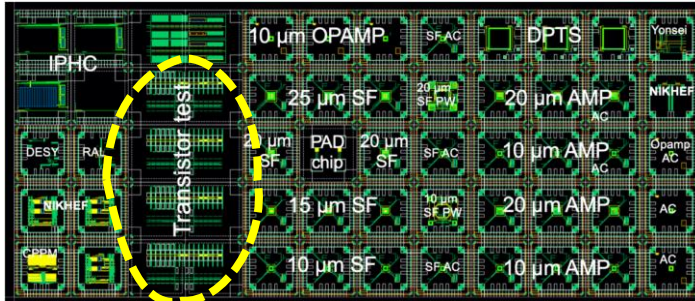 10 µm OPAMP
SF AC
DPTS
Yonsei
IPHC
25 µm SF
20 µm
SF PW
20 µm AMP
AC
NIKHEF
Transistor test
DESY
RAL
20 µm
SF
PAD
chip
20 µm
SF
SF AC
10 µm AMP
AC
Opamp
AC
NIKHEF
15 µm SF
10 µm
SF PW
20 µm AMP
AC
CPPM
10 µm SF
SF AC
10 µm AMP
AC